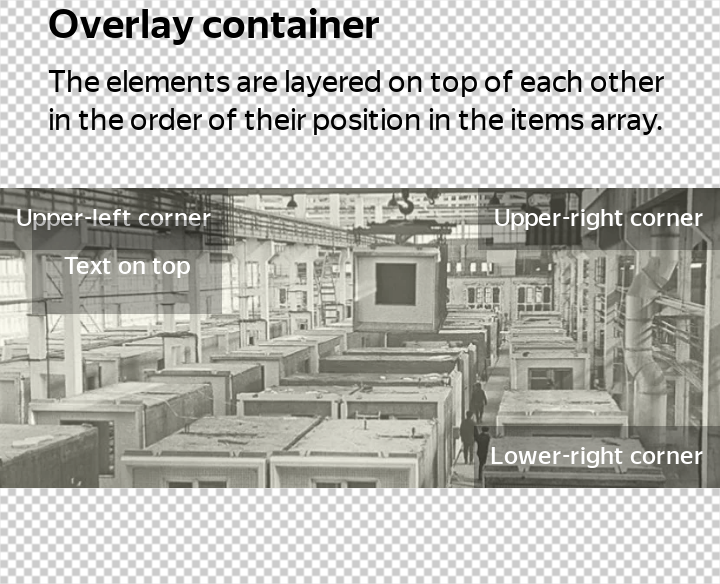 Overlay container
The elements are layered on top of each other
in the order of their position in the items array.
Upper-left corner
Upper-right corner
Text on top
Lower-right corner